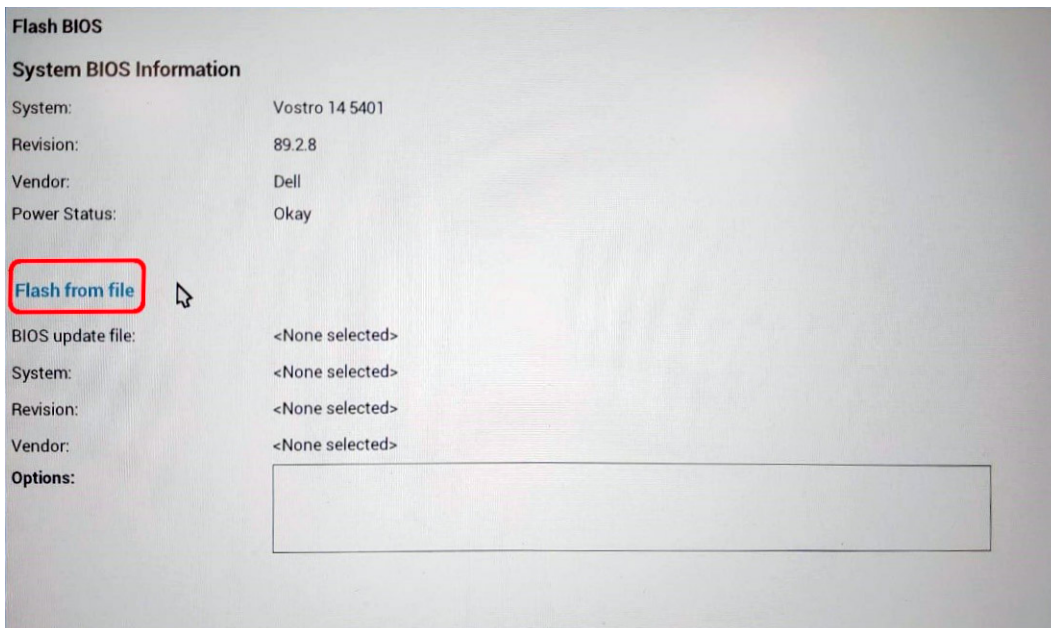 Flash BIOS
System BIOS Information
System: Vostro 14 5401
Revision: 89.2.8
Vendor: Dell
Power Status: Okay
Flash from file
BIOS update file: <None selected>
System: <None selected>
Revision: <None selected>
Vendor: <None selected>
Options: